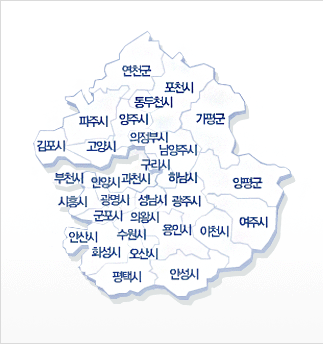 연천군
포천시
동두천시
파주시
양주시
가평군
의정부시
김포시
고양시
남양주시
구리시
부천시
안양시
과천시
하남시
양평군
시흥시
광명시
성남시
광주시
군포시
의왕시
여주시
안산시
수원시
용인시
이천시
화성시
오산시
평택시
안성시